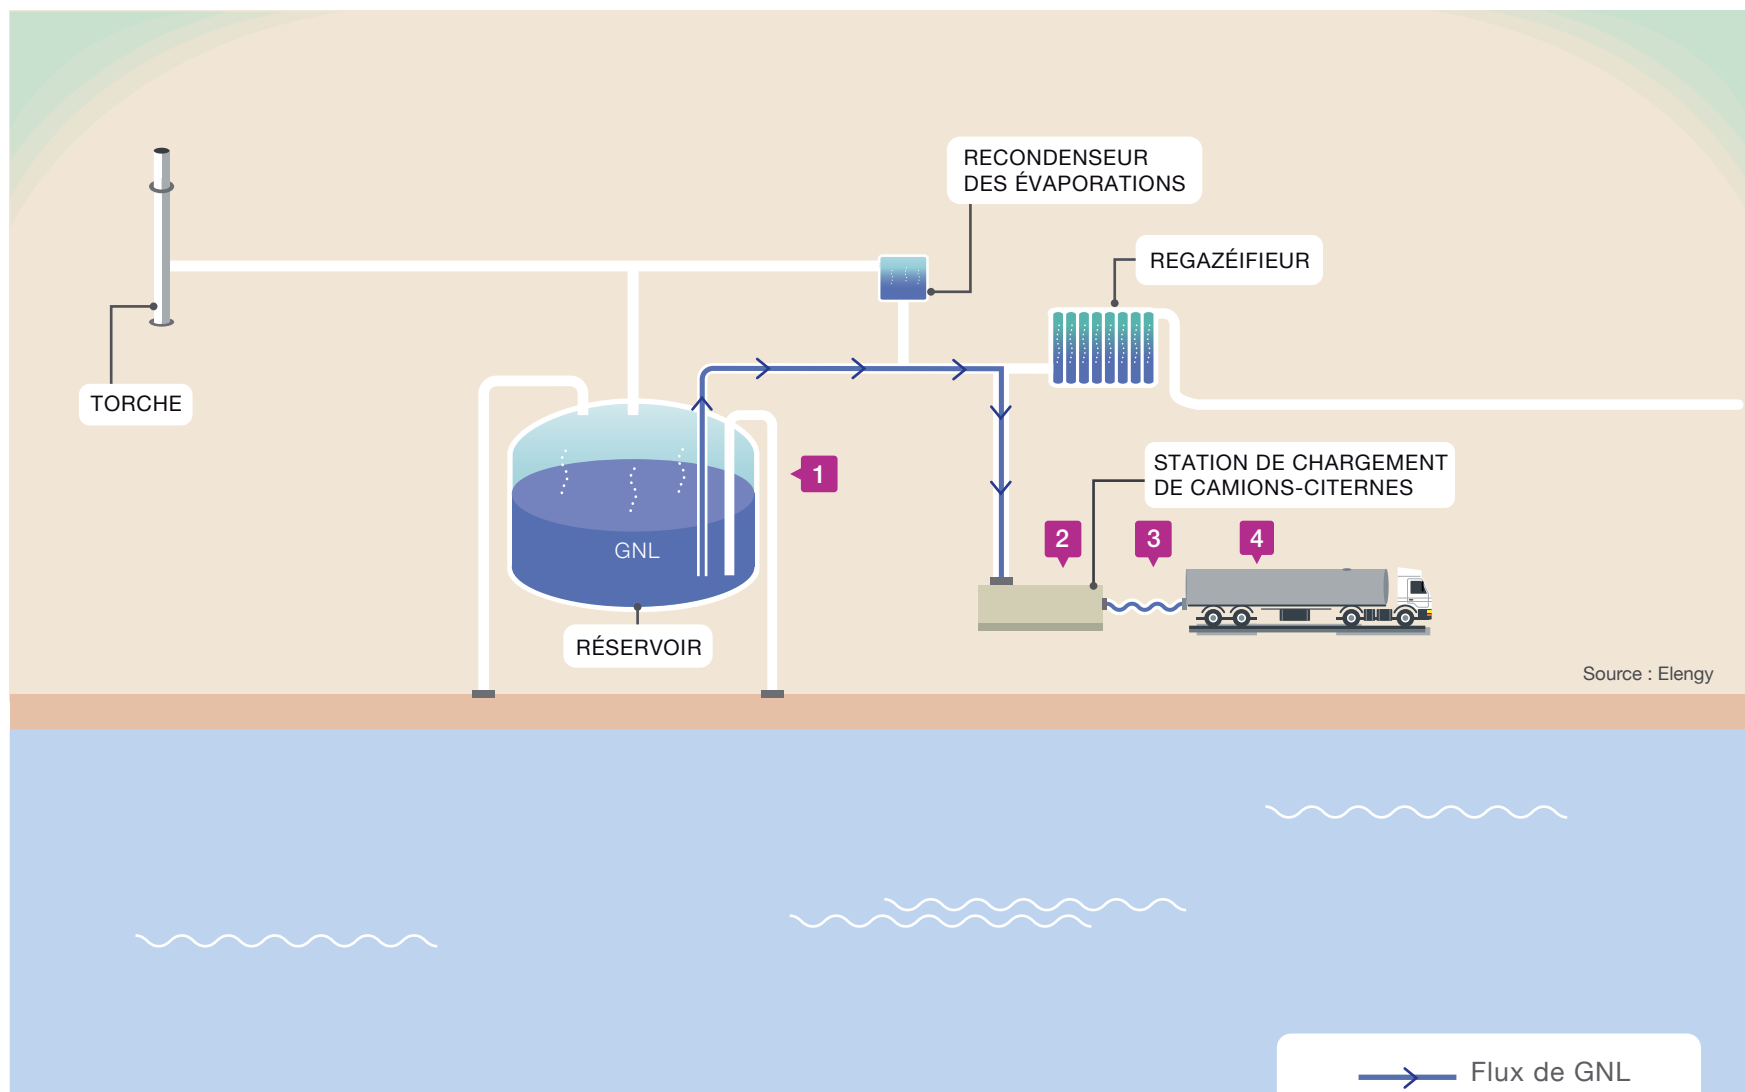 RECONDENSEUR
DES ÉVAPORATIONS
REGAZÉIFIEUR
TORCHE
1
STATION DE CHARGEMENT
DE CAMIONS-CITERNES
2
3
4
GNL
RÉSERVOIR
Source : Elengy
Flux de GNL